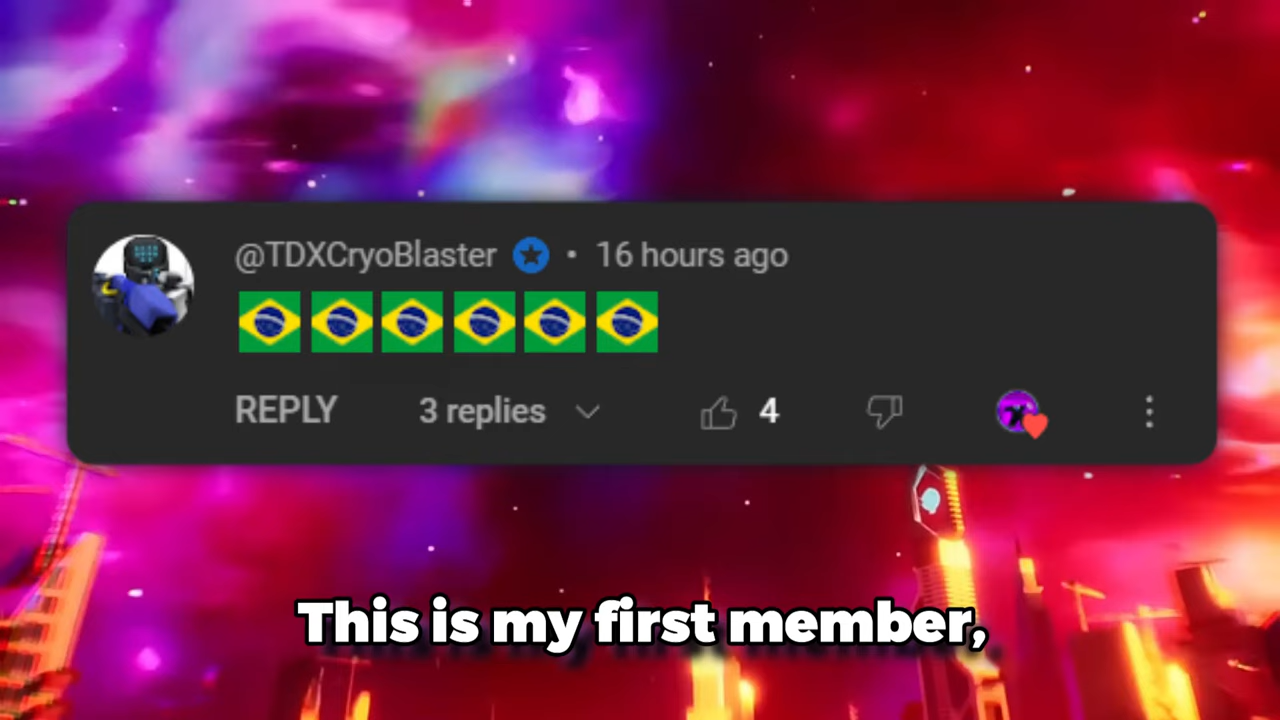 @TDXCryoBlaster • 16 hours ago
🇧🇷🇧🇷🇧🇷🇧🇷🇧🇷🇧🇷
REPLY 3 replies 4
This is my first member,